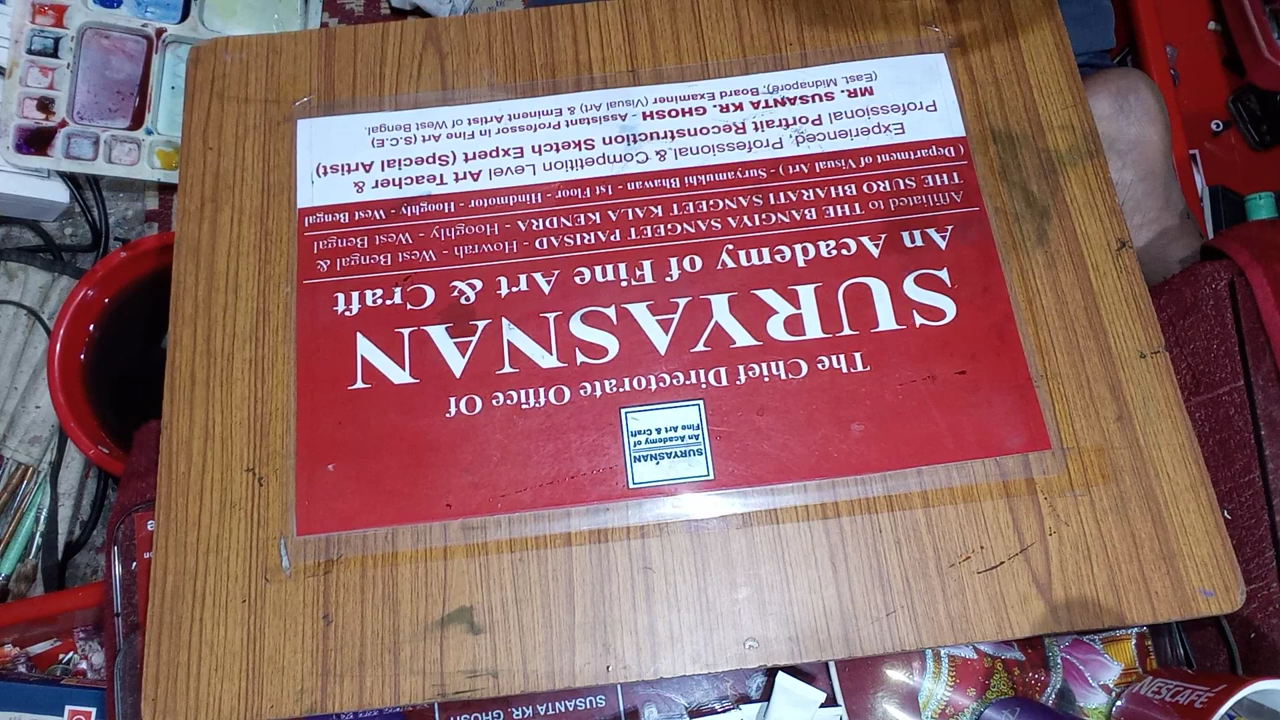 SURYASNAN
An Academy of
Fine Art & Craft
The Chief Directorate Office Of
SURYASNAN
An Academy of Fine Art & Craft
Affiliated to THE BANGIYA SANGEET PARISAD - Howrah - West Bengal &
THE SURO BHARATI SANGEET KALA KENDRA - Hooghly - West Bengal
( Department of Visual Art ) - Suryamukhi Bhawan - 1st Floor - Hindmotor - Hooghly - West Bengal
Experienced, Professional, & Competition Level Art Teacher &
Professional Portrait Reconstruction Sketch Expert (Special Artist)
MR. SUSANTA KR. GHOSH - Assistant Professor in Fine Art (S.C.E)
(East. Midnapore), Board Examiner (Visual Art) & Eminent Artist of West Bengal.
SUSANTA KR. GHOSH
NESCAFÉ